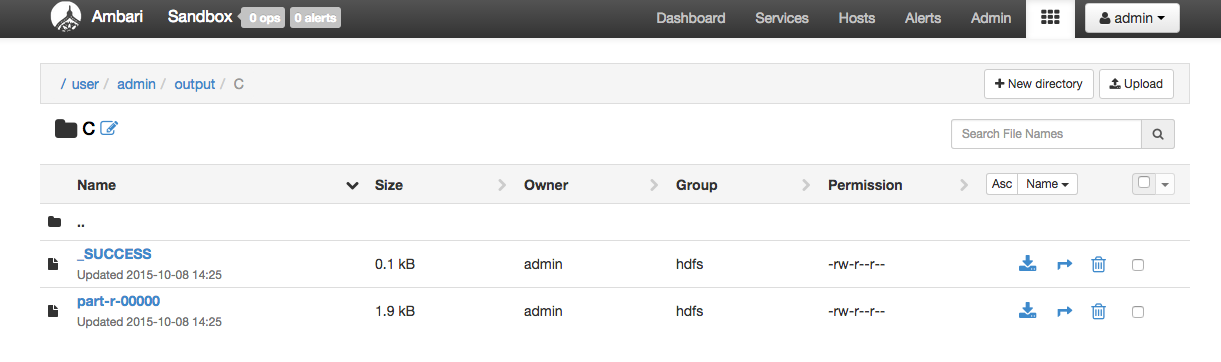 Ambari Sandbox 0 ops 0 alerts Dashboard Services Hosts Alerts Admin admin
/ user / admin / output / C New directory Upload
C Search File Names
Name Size Owner Group Permission Asc Name
..
_SUCCESS 0.1 kB admin hdfs -rw-r--r--
Updated 2015-10-08 14:25
part-r-00000 1.9 kB admin hdfs -rw-r--r--
Updated 2015-10-08 14:25